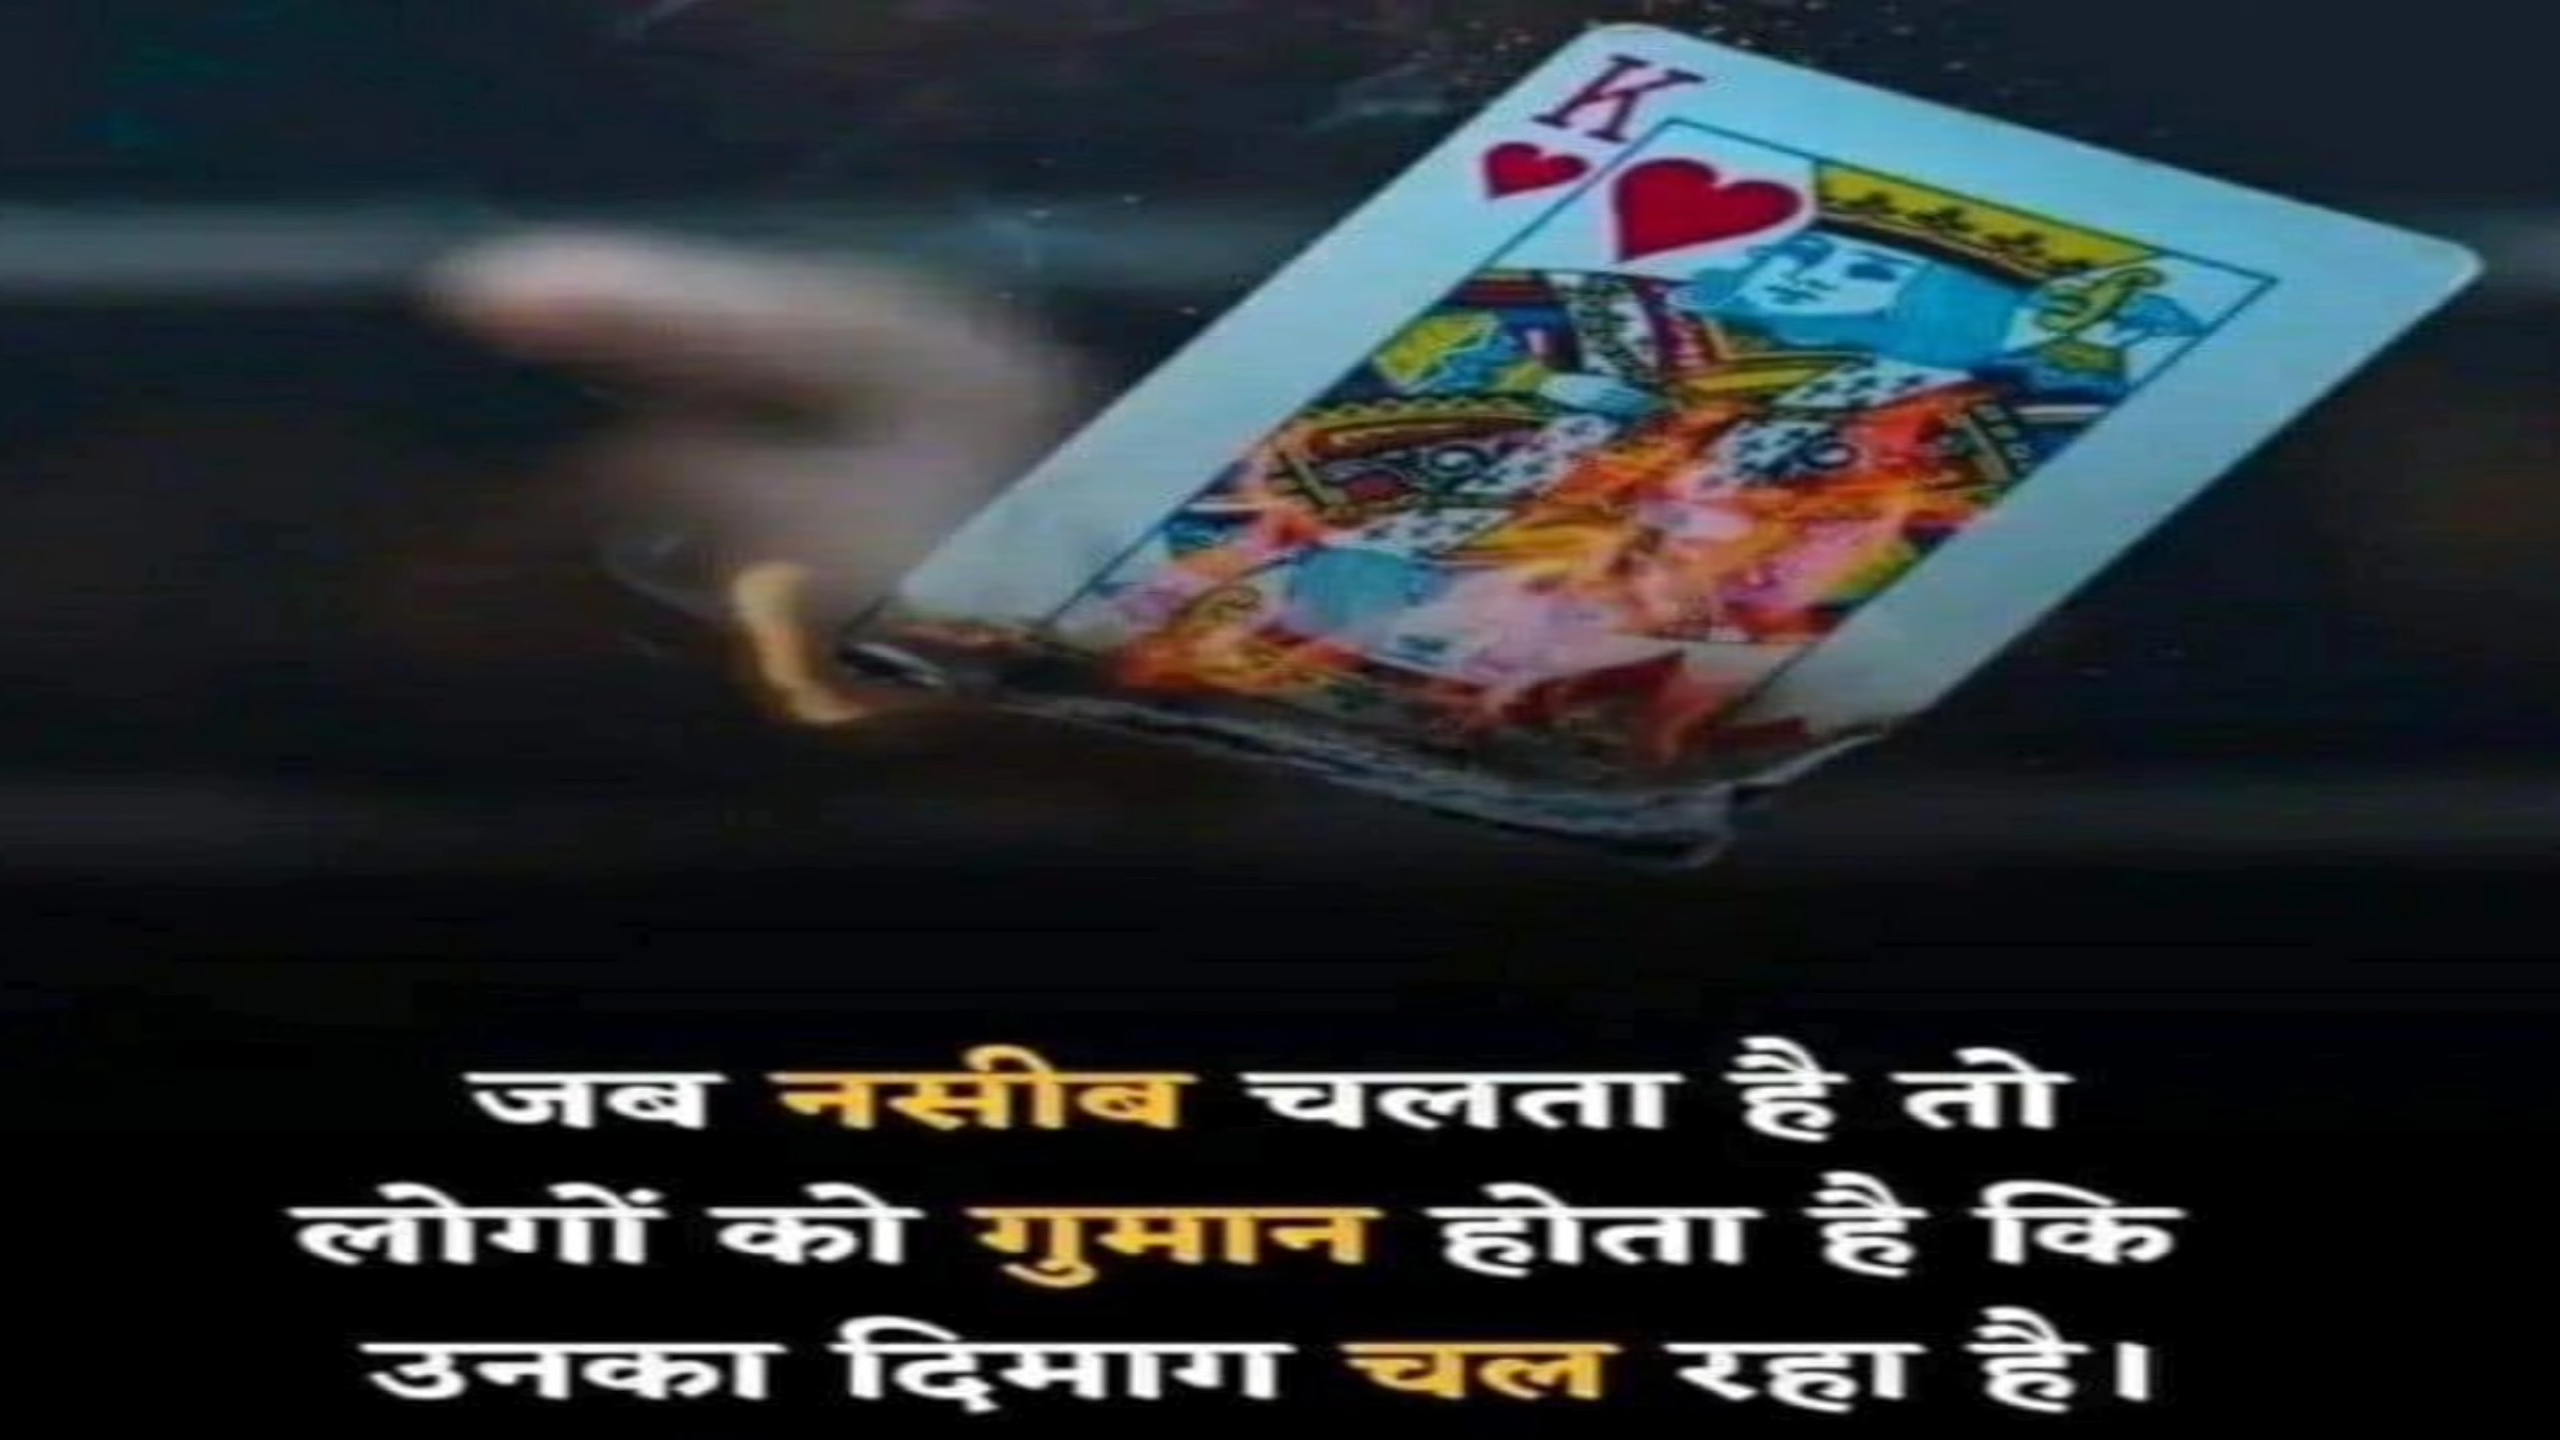 K
जब नसीब चलता है तो
लोगों को गुमान होता है कि
उनका दिमाग चल रहा है।